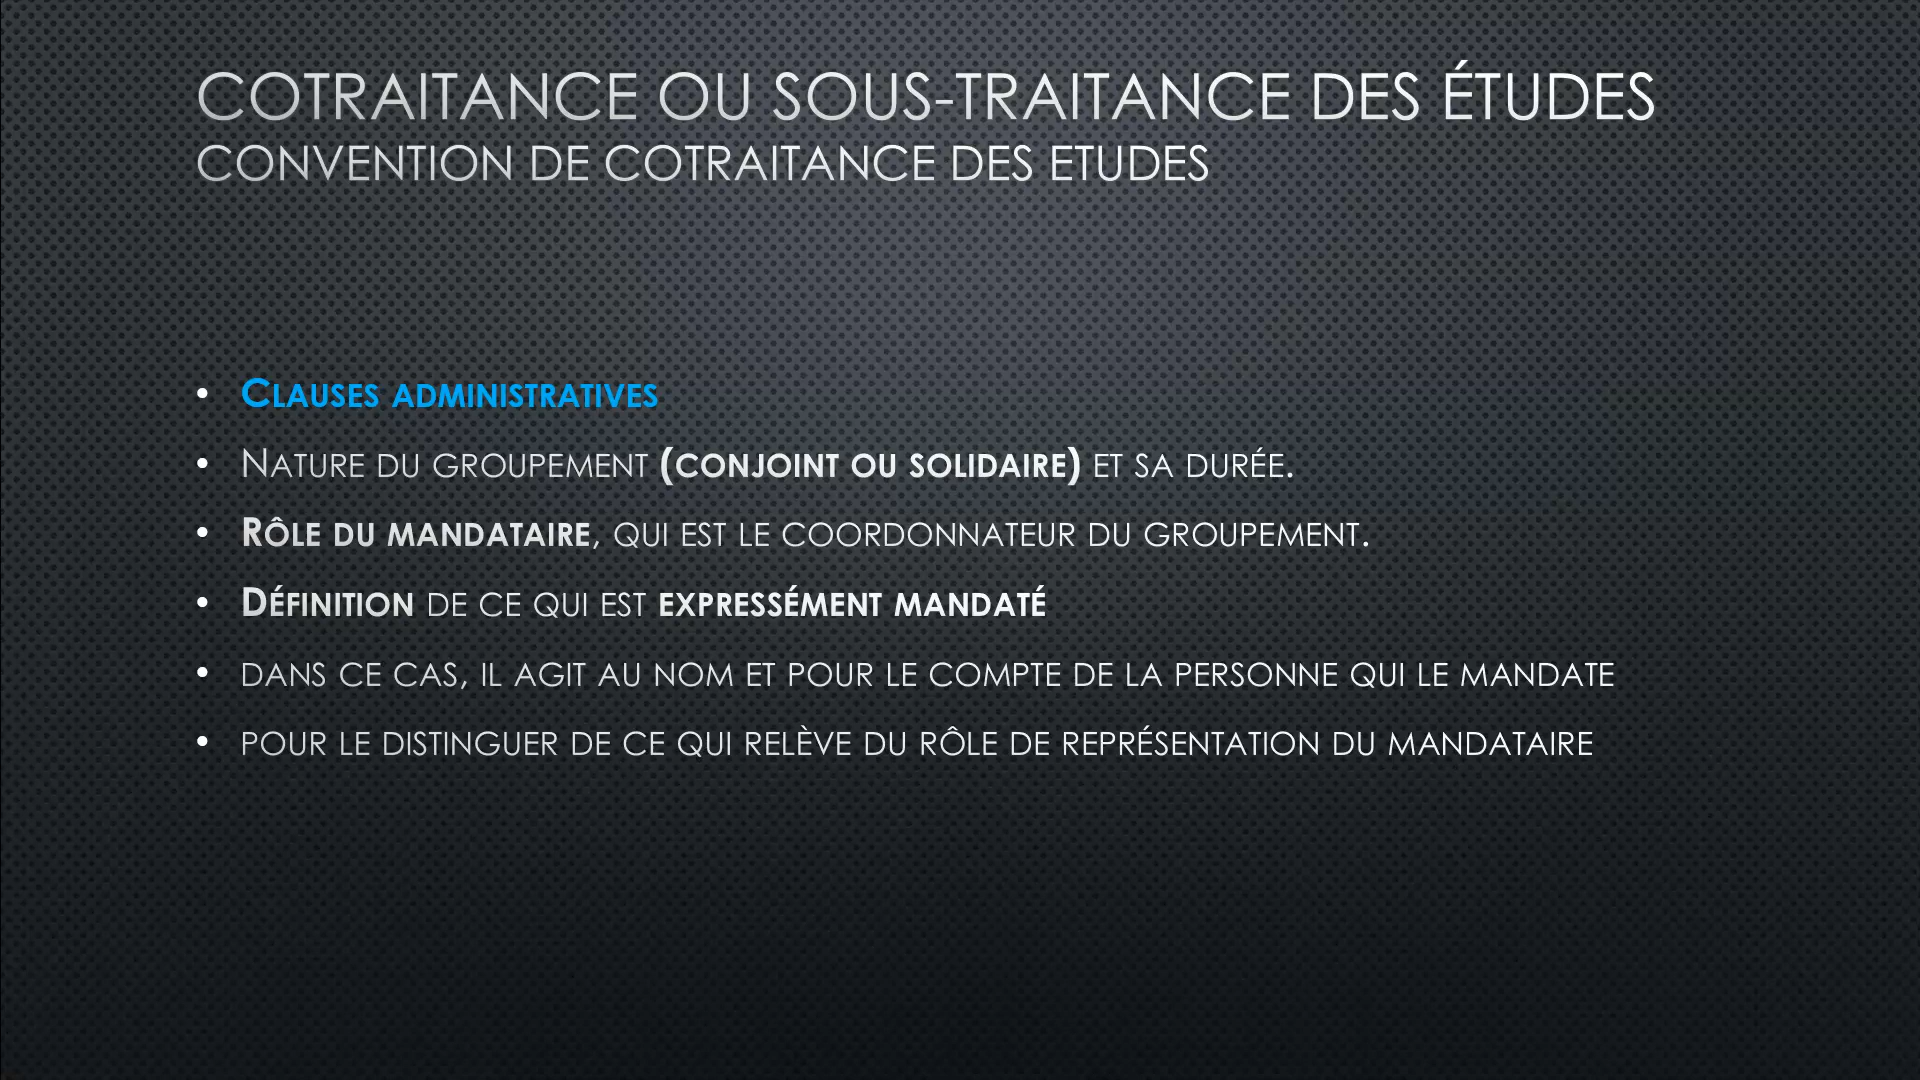 COTRAITANCE OU SOUS-TRAITANCE DES ÉTUDES
CONVENTION DE COTRAITANCE DES ETUDES
• CLAUSES ADMINISTRATIVES
• NATURE DU GROUPEMENT (CONJOINT OU SOLIDAIRE) ET SA DURÉE.
• RÔLE DU MANDATAIRE, QUI EST LE COORDONNATEUR DU GROUPEMENT.
• DÉFINITION DE CE QUI EST EXPRESSÉMENT MANDATÉ
• DANS CE CAS, IL AGIT AU NOM ET POUR LE COMPTE DE LA PERSONNE QUI LE MANDATE
• POUR LE DISTINGUER DE CE QUI RELÈVE DU RÔLE DE REPRÉSENTATION DU MANDATAIRE